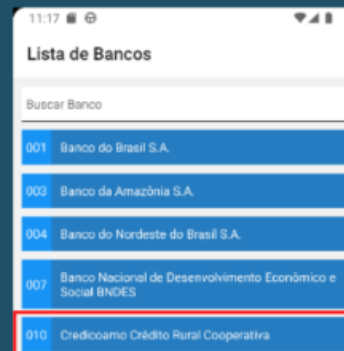 11:17
Lista de Bancos
Buscar Banco
001 Banco do Brasil S.A.
003 Banco da Amazônia S.A.
004 Banco do Nordeste do Brasil S.A.
007 Banco Nacional de Desenvolvimento Econômico e
Social BNDES
010 Credicoamo Crédito Rural Cooperativa